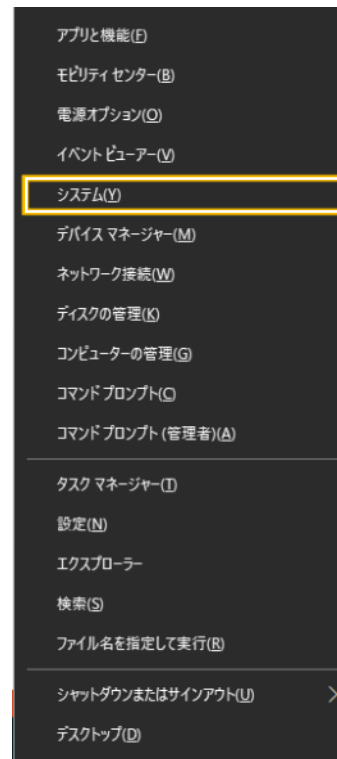 アプリと機能(F)
モビリティ センター(B)
電源オプション(O)
イベント ビューアー(V)
システム(Y)
デバイス マネージャー(M)
ネットワーク接続(W)
ディスクの管理(K)
コンピューターの管理(G)
コマンド プロンプト(C)
コマンド プロンプト (管理者)(A)
タスク マネージャー(T)
設定(N)
エクスプローラー
検索(S)
ファイル名を指定して実行(R)
シャットダウンまたはサインアウト(U)
デスクトップ(D)